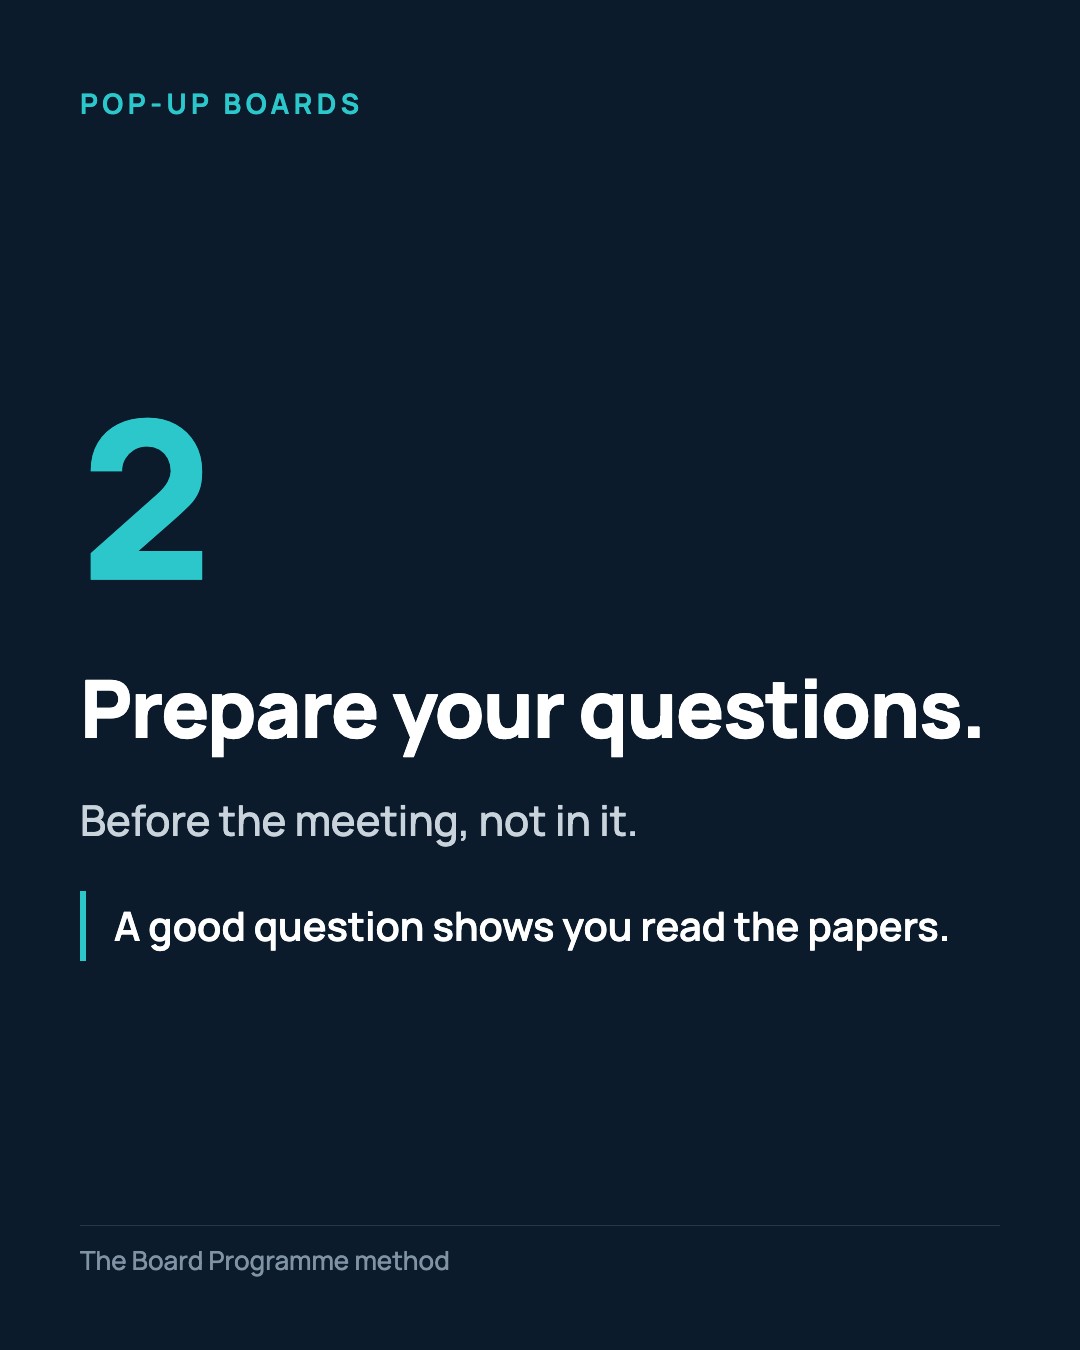 POP-UP BOARDS
2
Prepare your questions.
Before the meeting, not in it.
A good question shows you read the papers.
The Board Programme method